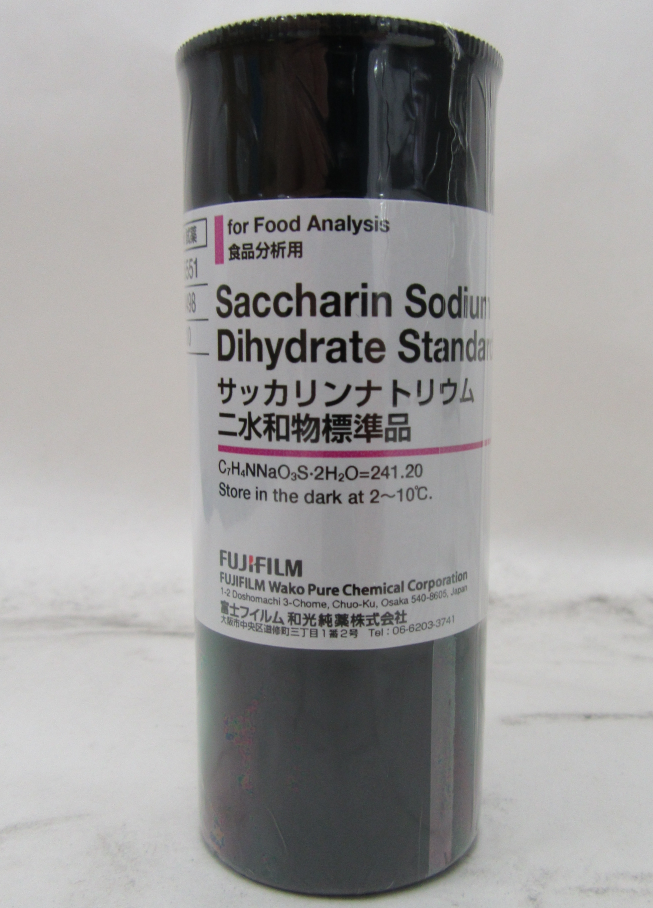 for Food Analysis
食品分析用
Saccharin Sodium
Dihydrate Standar
サッカリンナトリウム
二水和物標準品
C₇H₄NNaO₃S·2H₂O=241.20
Store in the dark at 2〜10℃.
FUJIFILM
FUJIFILM Wako Pure Chemical Corporation
1-2 Doshomachi 3-Chome, Chuo-Ku, Osaka 540-8605, Japan
富士フイルム 和光純薬株式会社
大阪市中央区道修町三丁目1番2号 Tel:06-6203-3741